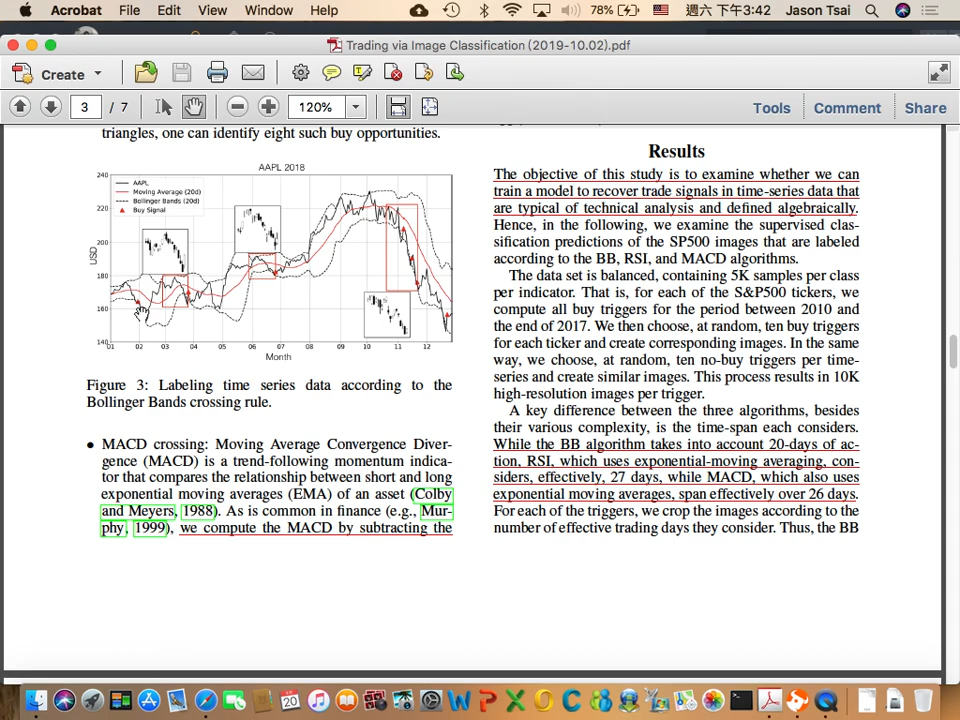 Acrobat File Edit View Window Help 78% 週六 下午3:42 Jason Tsai
Trading via Image Classification (2019-10.02).pdf
Create
3 / 7 120% Tools Comment Share
triangles, one can identify eight such buy opportunities.
AAPL 2018
AAPL
Moving Average (20d)
Bollinger Bands (20d)
Buy Signal
240
220
200
180
160
140
USD
01 02 03 04 05 06 07 08 09 10 11 12
Month
Figure 3: Labeling time series data according to the
Bollinger Bands crossing rule.
• MACD crossing: Moving Average Convergence Diver-
gence (MACD) is a trend-following momentum indica-
tor that compares the relationship between short and long
exponential moving averages (EMA) of an asset (Colby
and Meyers, 1988). As is common in finance (e.g., Mur-
phy, 1999), we compute the MACD by subtracting the
Results
The objective of this study is to examine whether we can
train a model to recover trade signals in time-series data that
are typical of technical analysis and defined algebraically.
Hence, in the following, we examine the supervised clas-
sification predictions of the SP500 images that are labeled
according to the BB, RSI, and MACD algorithms.
The data set is balanced, containing 5K samples per class
per indicator. That is, for each of the S&P500 tickers, we
compute all buy triggers for the period between 2010 and
the end of 2017. We then choose, at random, ten buy triggers
for each ticker and create corresponding images. In the same
way, we choose, at random, ten no-buy triggers per time-
series and create similar images. This process results in 10K
high-resolution images per trigger.
A key difference between the three algorithms, besides
their various complexity, is the time-span each considers.
While the BB algorithm takes into account 20-days of ac-
tion, RSI, which uses exponential-moving averaging, con-
siders, effectively, 27 days, while MACD, which also uses
exponential moving averages, span effectively over 26 days.
For each of the triggers, we crop the images according to the
number of effective trading days they consider. Thus, the BB